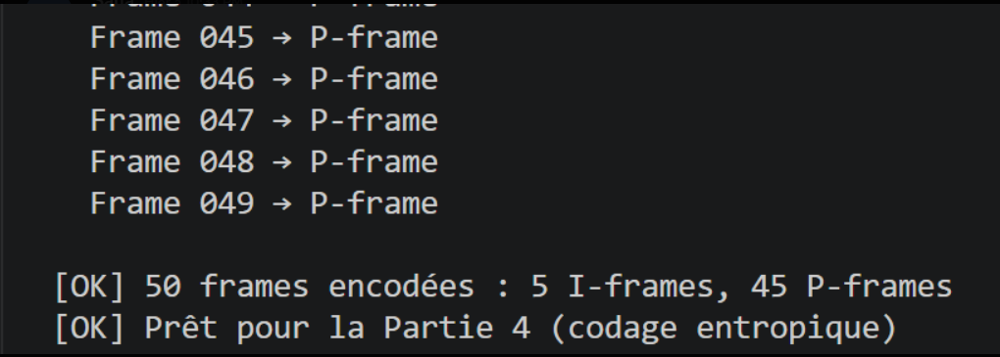 Frame 045 → P-frame
Frame 046 → P-frame
Frame 047 → P-frame
Frame 048 → P-frame
Frame 049 → P-frame
[OK] 50 frames encodées : 5 I-frames, 45 P-frames
[OK] Prêt pour la Partie 4 (codage entropique)